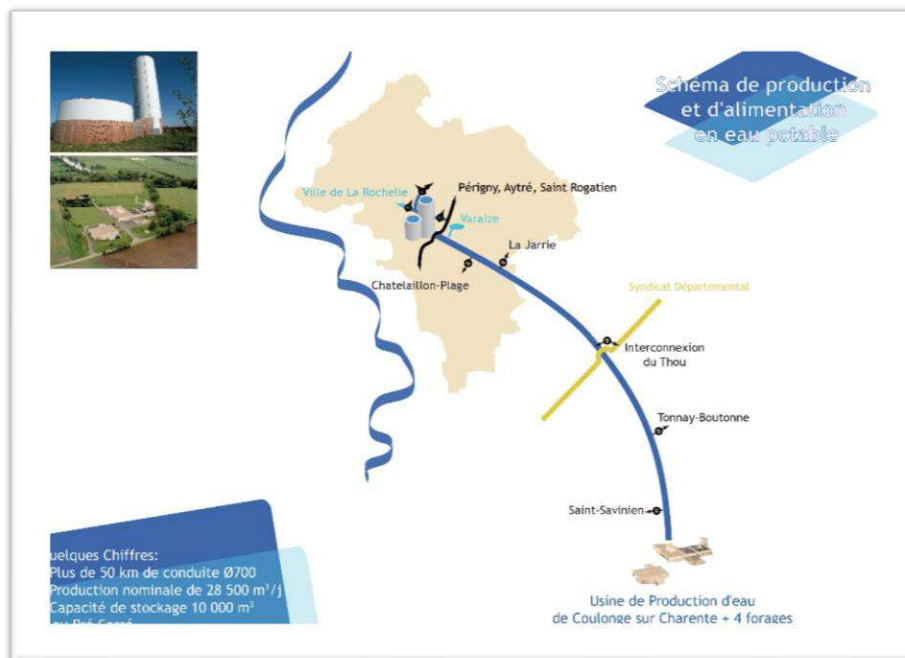 Schéma de production
et d'alimentation
en eau potable
Ville de La Rochelle
Périgny, Aytré, Saint Rogatien
Varaize
La Jarrie
Chatelaillon-Plage
Syndicat Départemental
Interconnexion
du Thou
Tonnay-Boutonne
Saint-Savinien
uelques Chiffres:
Plus de 50 km de conduite Ø700
Production nominale de 28 500 m³/j
Capacité de stockage 10 000 m³
au Pré Carré
Usine de Production d'eau
de Coulonge sur Charente + 4 forages